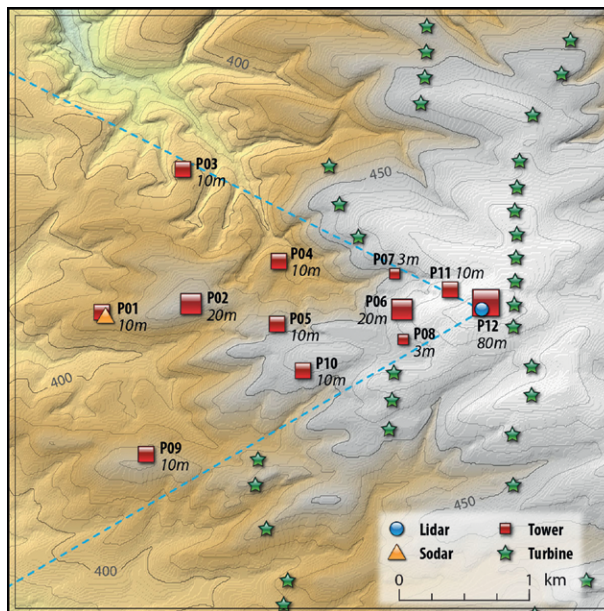 400
450
P03
10m
P04
10m
P07 3m
P11 10m
P01
10m
P02
20m
P06
20m
P12
80m
P05
10m
P08
3m
P10
10m
400
P09
10m
450
400
Lidar
Tower
Sodar
Turbine
0 1 km